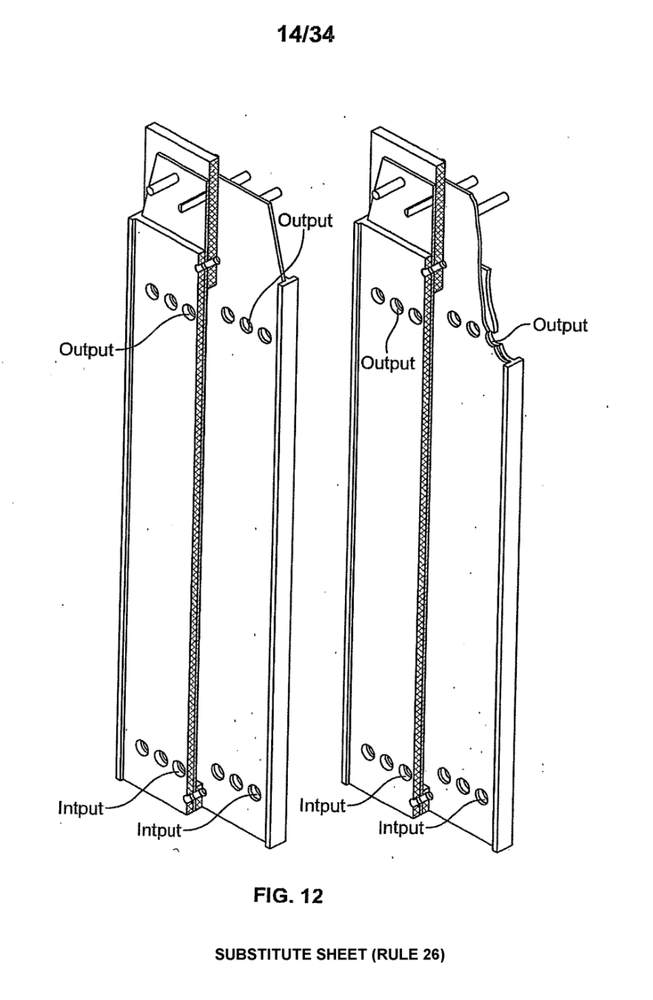 14/34
Output
Output
Output
Output
Intput
Intput
Intput
Intput
FIG. 12
SUBSTITUTE SHEET (RULE 26)